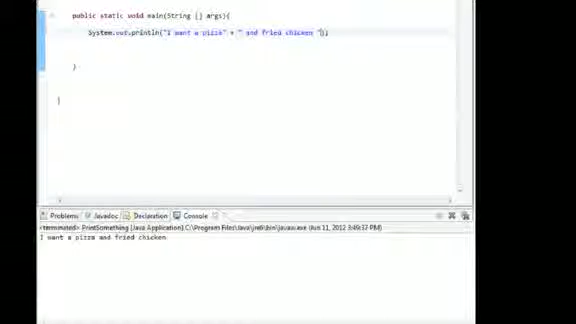 public static void main(String [] args){
System.out.println("I want a pizza" + " and fried chicken ");
}
}
Problems @ Javadoc Declaration Console
<terminated> PrintSomething [Java Application] C:\Program Files\Java\jre6\bin\javaw.exe (Jun 11, 2012 3:49:37 PM)
I want a pizza and fried chicken